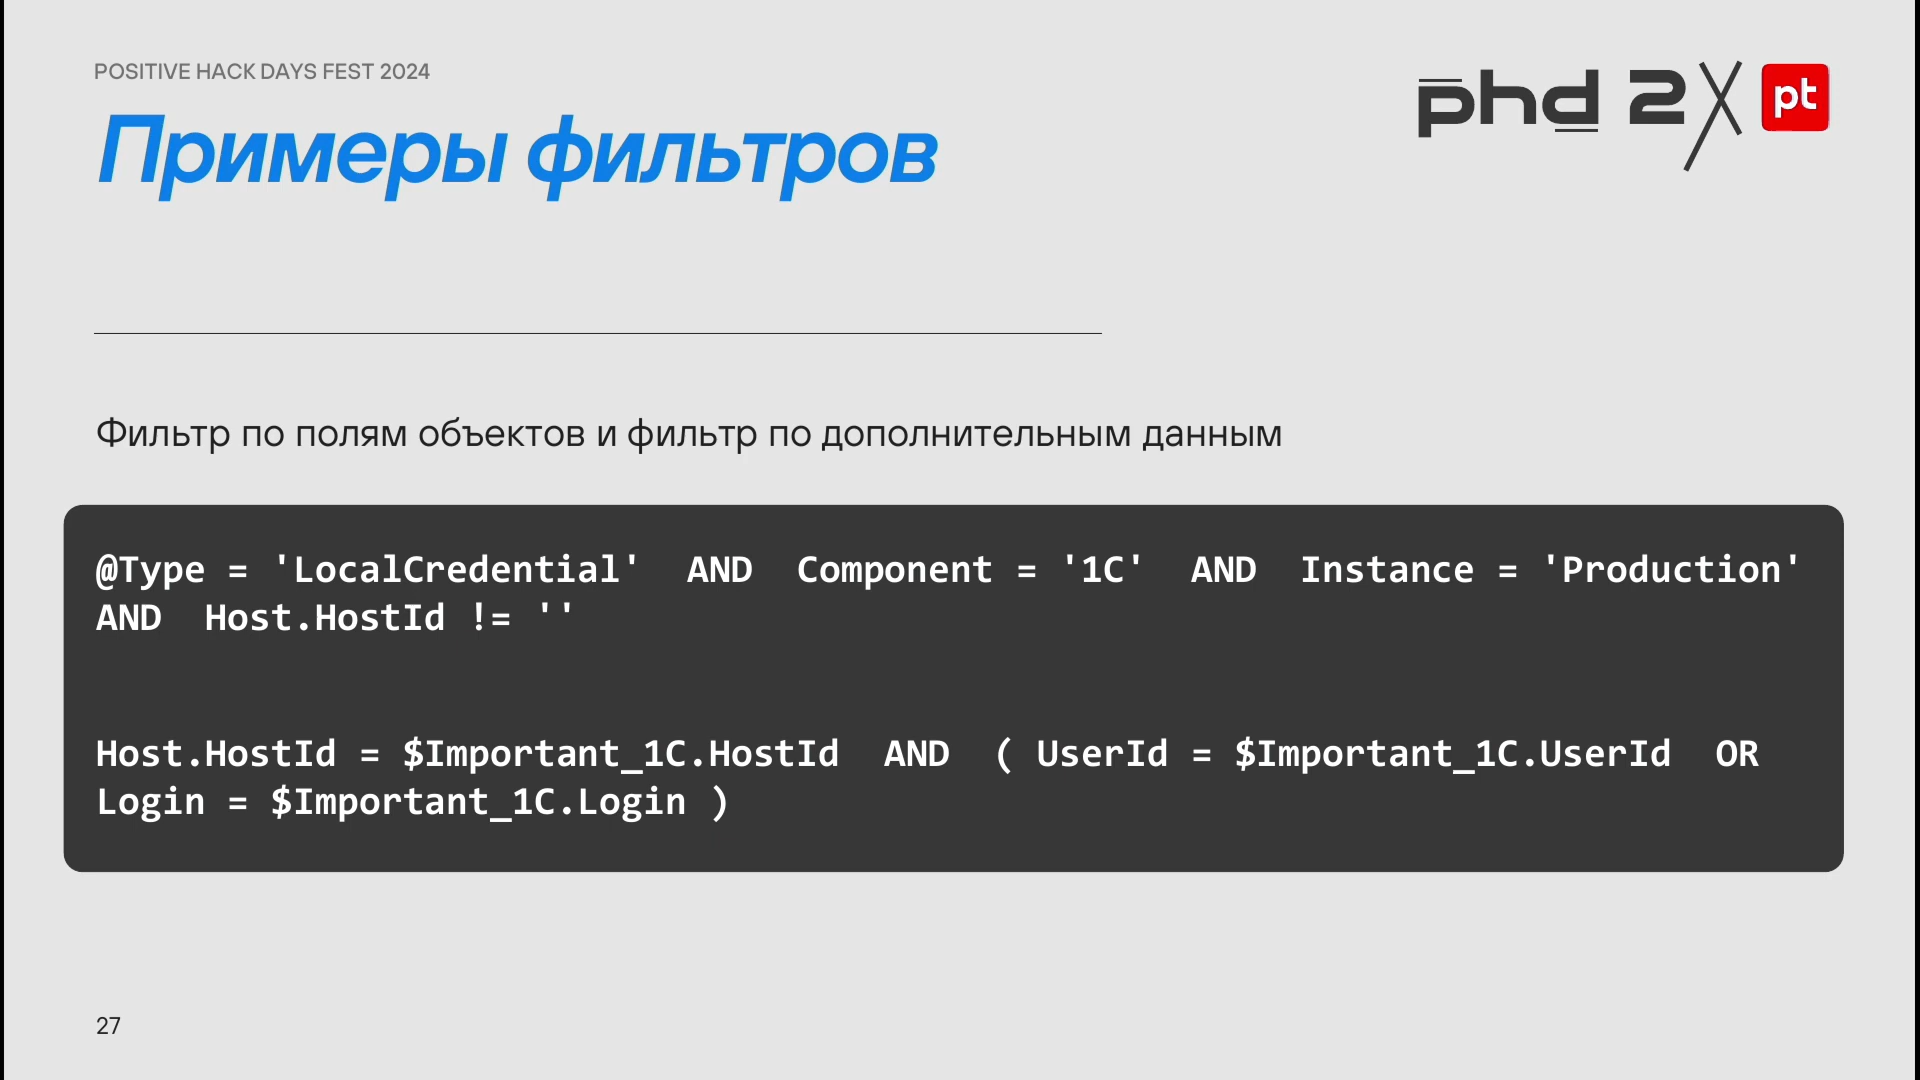 POSITIVE HACK DAYS FEST 2024
Примеры фильтров
phd 2
pt
Фильтр по полям объектов и фильтр по дополнительным данным
@Type = 'LocalCredential'  AND  Component = '1C'  AND  Instance = 'Production'
AND  Host.HostId != ''
Host.HostId = $Important_1C.HostId  AND  ( UserId = $Important_1C.UserId  OR
Login = $Important_1C.Login )
27